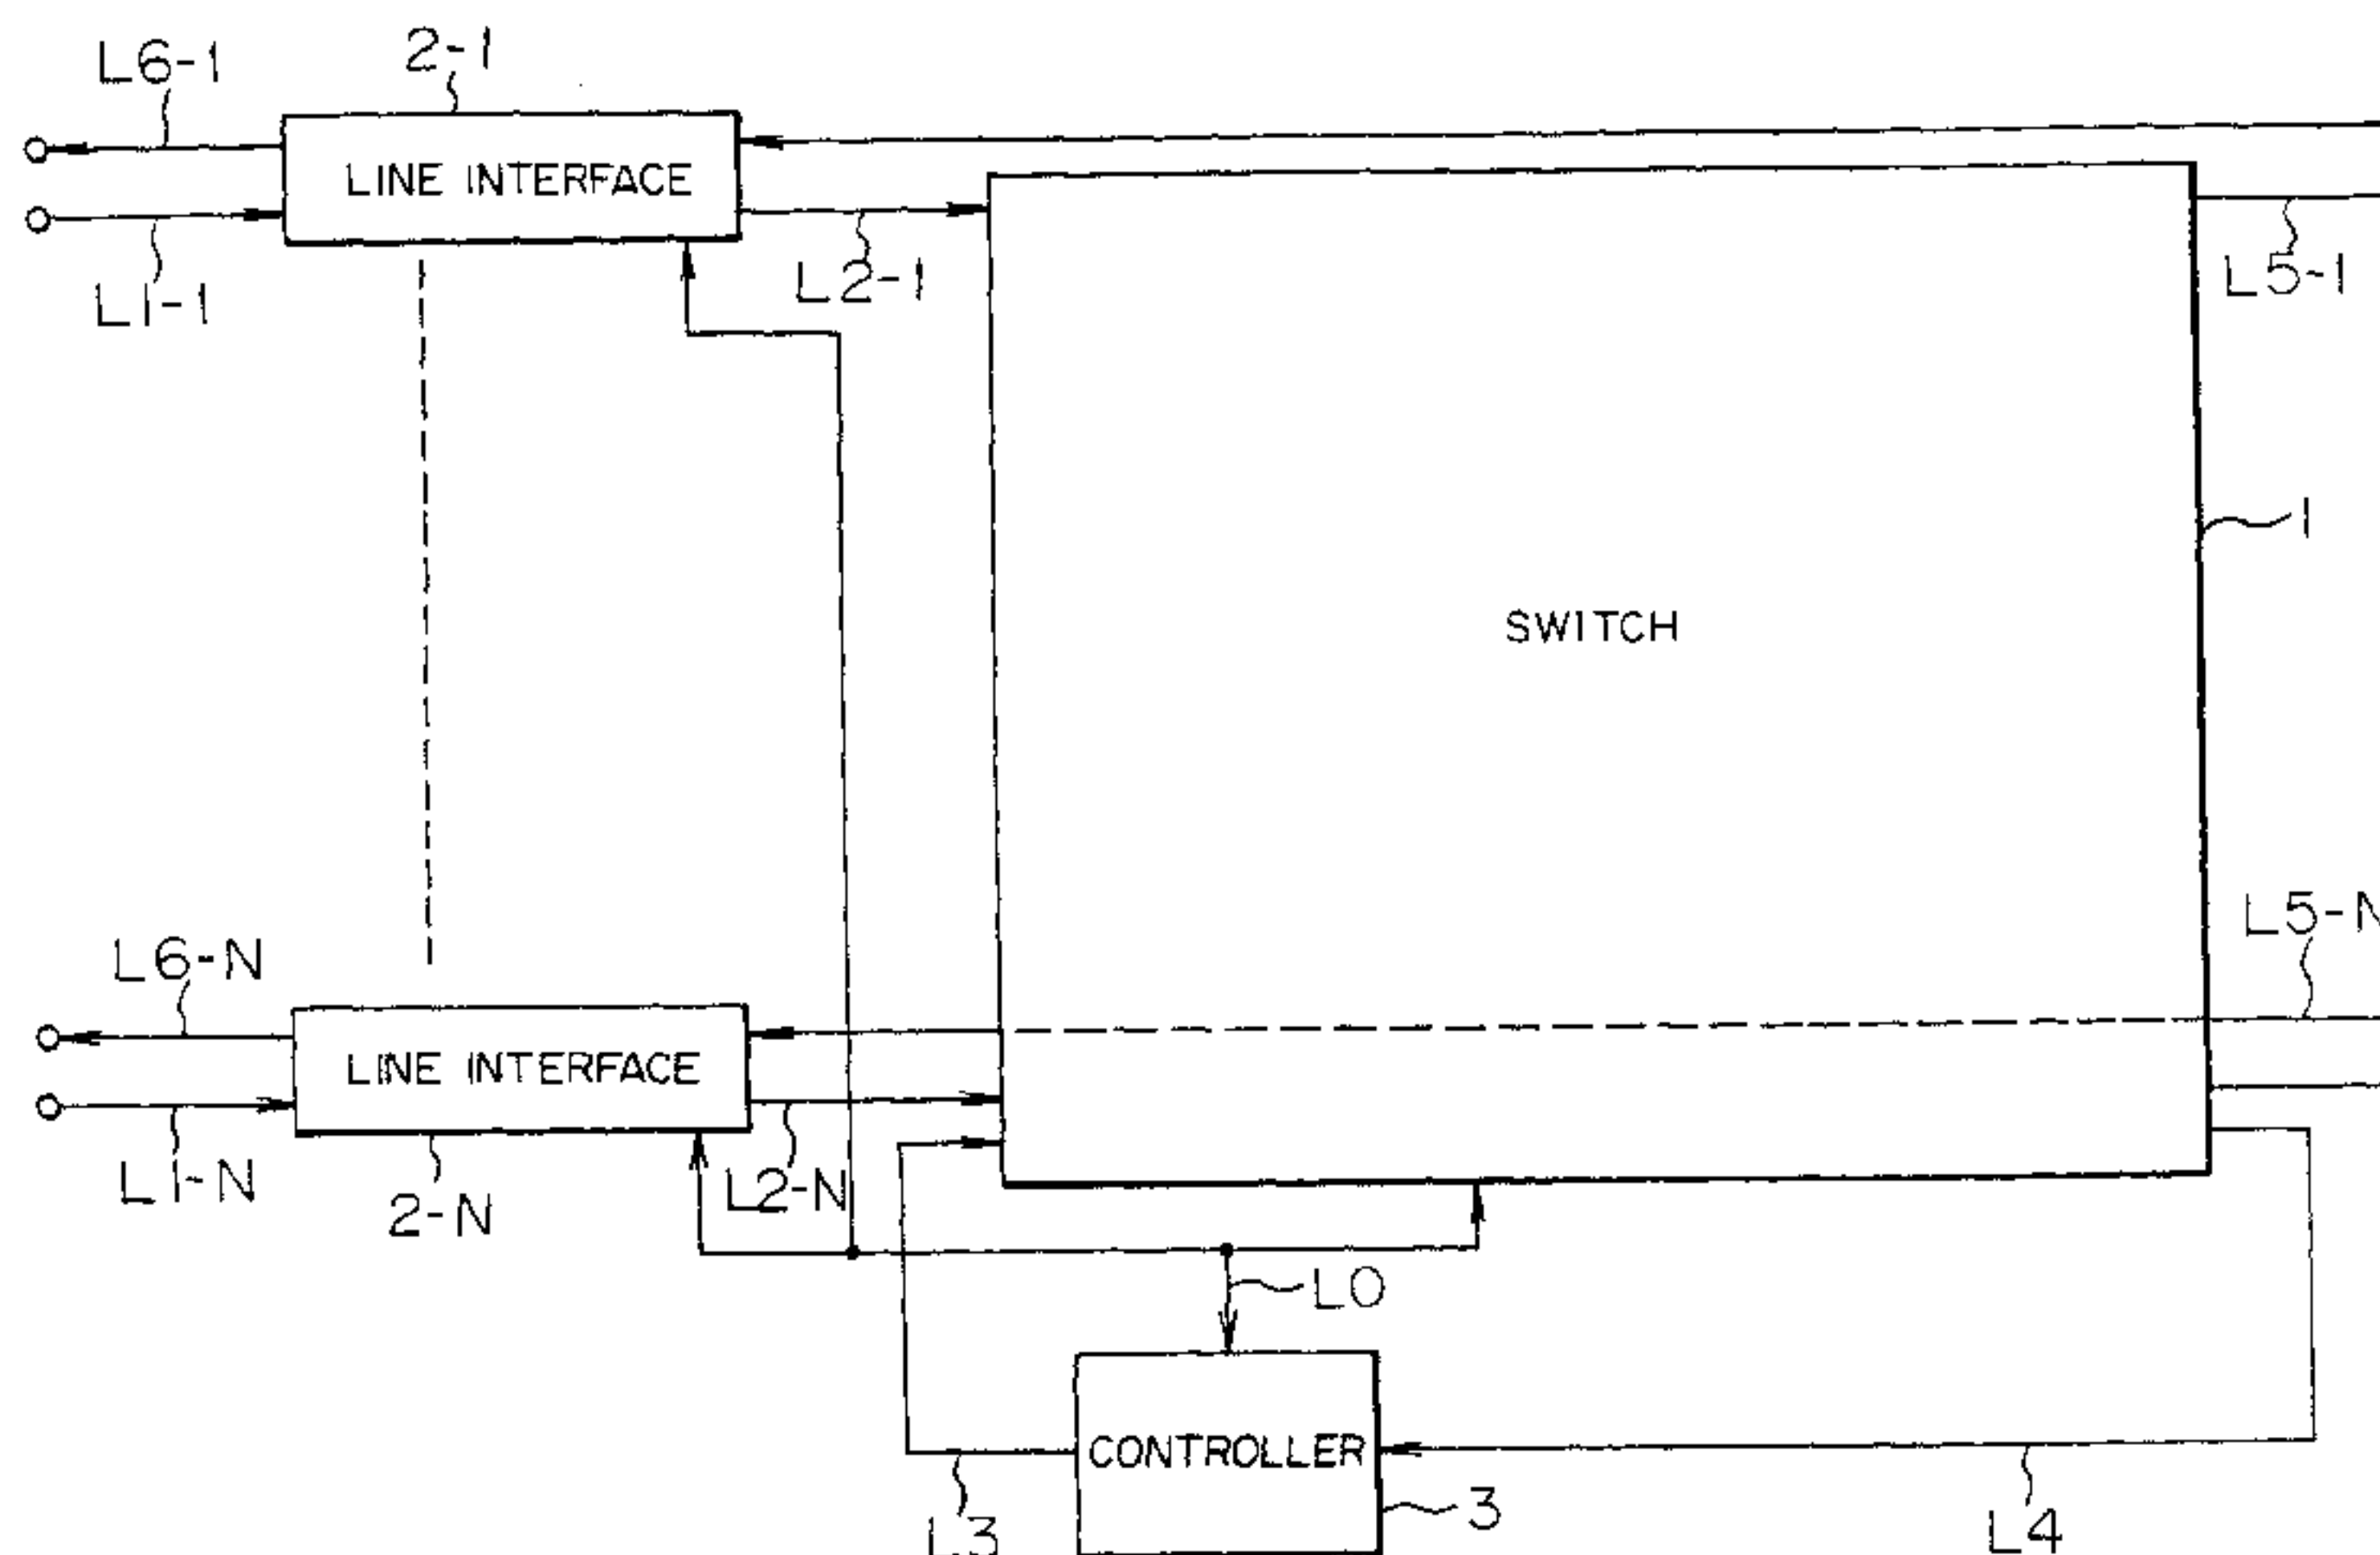 L6-1
2-1
LINE INTERFACE
L1-1
L2-1
L5-1
1
SWITCH
L5-N
L6-N
LINE INTERFACE
L1-N
2-N
L2-N
L0
CONTROLLER
L3
3
L4